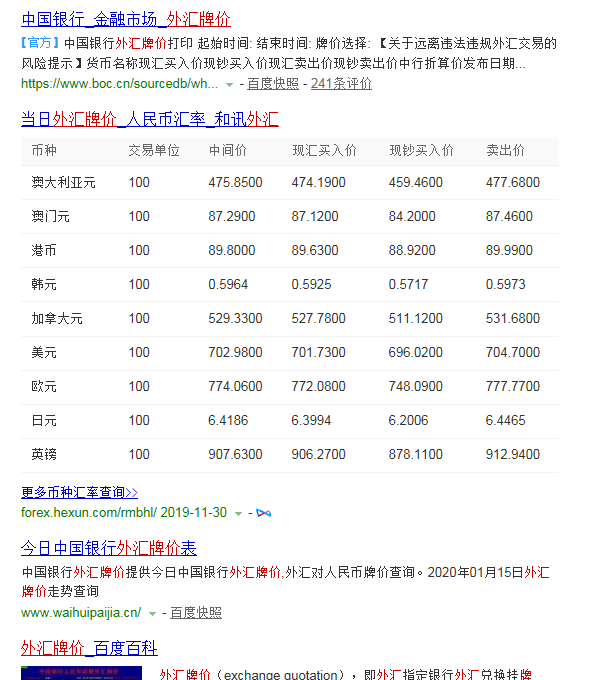 中国银行_金融市场_外汇牌价
【官方】中国银行外汇牌价打印 起始时间: 结束时间: 牌价选择: 【关于远离违法违规外汇交易的
风险提示】货币名称现汇买入价现钞买入价现汇卖出价现钞卖出价中行折算价发布日期...
https://www.boc.cn/sourcedb/wh... - 百度快照 - 241条评价
当日外汇牌价_人民币汇率_和讯外汇
币种 交易单位 中间价 现汇买入价 现钞买入价 卖出价
澳大利亚元 100 475.8500 474.1900 459.4600 477.6800
澳门元 100 87.2900 87.1200 84.2000 87.4600
港币 100 89.8000 89.6300 88.9200 89.9900
韩元 100 0.5964 0.5925 0.5717 0.5973
加拿大元 100 529.3300 527.7800 511.1200 531.6800
美元 100 702.9800 701.7300 696.0200 704.7000
欧元 100 774.0600 772.0800 748.0900 777.7700
日元 100 6.4186 6.3994 6.2006 6.4465
英镑 100 907.6300 906.2700 878.1100 912.9400
更多币种汇率查询>>
forex.hexun.com/rmbhl/ 2019-11-30 -
今日中国银行外汇牌价表
中国银行外汇牌价提供今日中国银行外汇牌价,外汇对人民币牌价查询。2020年01月15日外汇
牌价走势查询
www.waihuipaijia.cn/ - 百度快照
外汇牌价_百度百科
外汇牌价（exchange quotation），即外汇指定银行外汇兑换挂牌